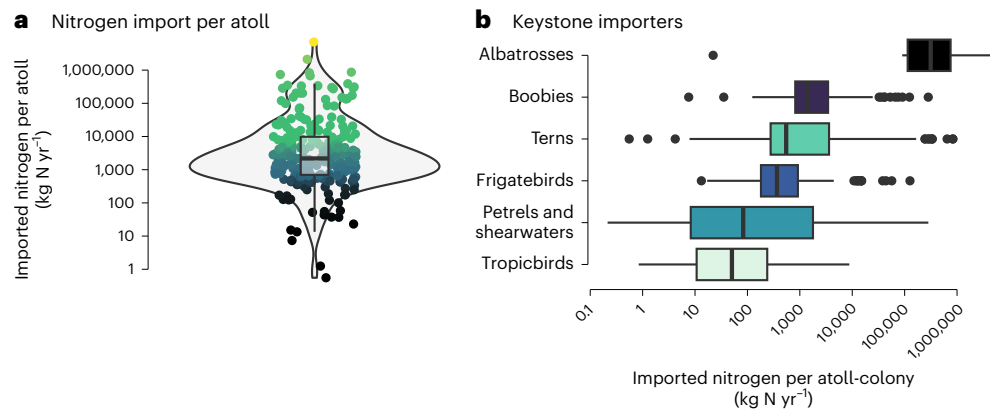 a Nitrogen import per atoll
Imported nitrogen per atoll
(kg N yr⁻¹)
1,000,000
100,000
10,000
1,000
100
10
1
b Keystone importers
Albatrosses
Boobies
Terns
Frigatebirds
Petrels and
shearwaters
Tropicbirds
0.1
1
10
100
1,000
10,000
100,000
1,000,000
Imported nitrogen per atoll-colony
(kg N yr⁻¹)